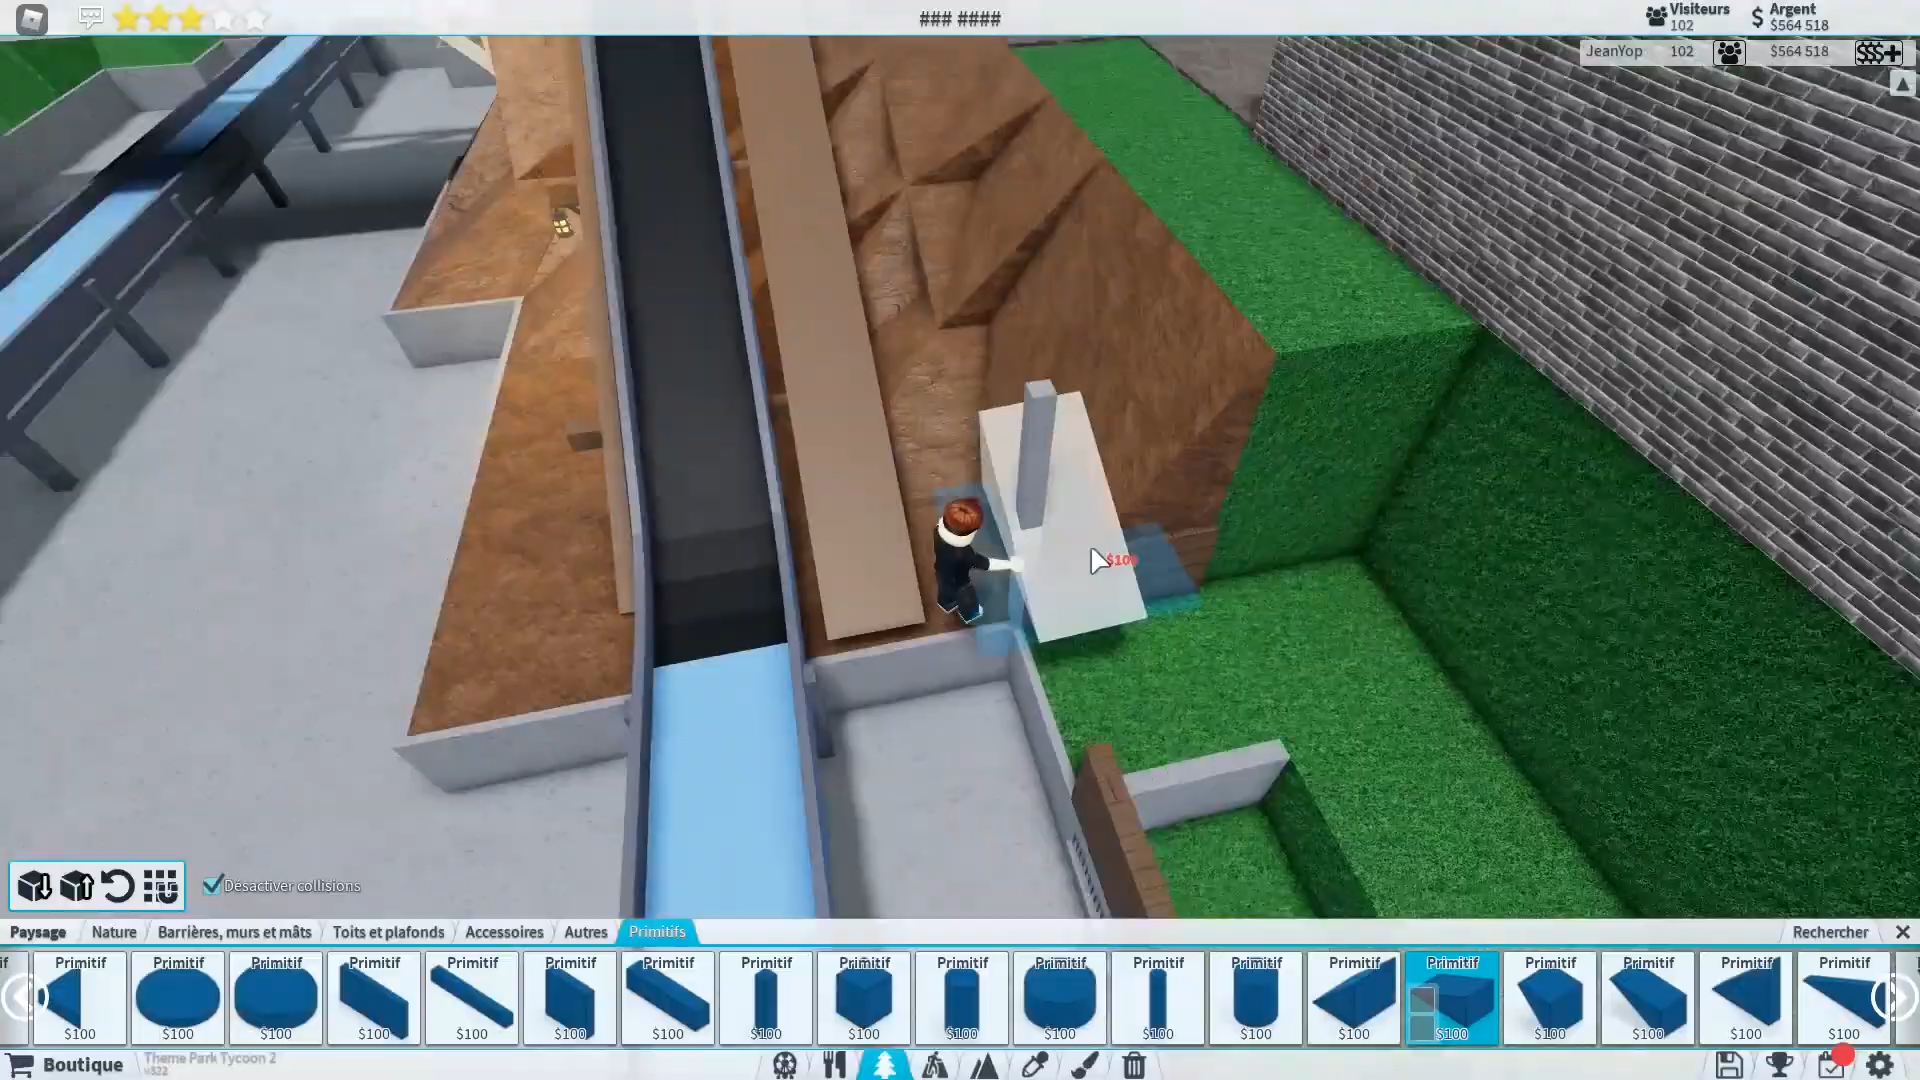 ### ####
Visiteurs
102
$ Argent
$564 518
JeanYop 102 $564 518 $$$+
$100
Désactiver collisions
Paysage Nature Barrières, murs et mâts Toits et plafonds Accessoires Autres Primitifs Rechercher
Primitif Primitif Primitif Primitif Primitif Primitif Primitif Primitif Primitif Primitif Primitif Primitif Primitif Primitif Primitif Primitif Primitif Primitif
$100 $100 $100 $100 $100 $100 $100 $100 $100 $100 $100 $100 $100 $100 $100 $100 $100 $100 $100
Boutique
Theme Park Tycoon 2
v522